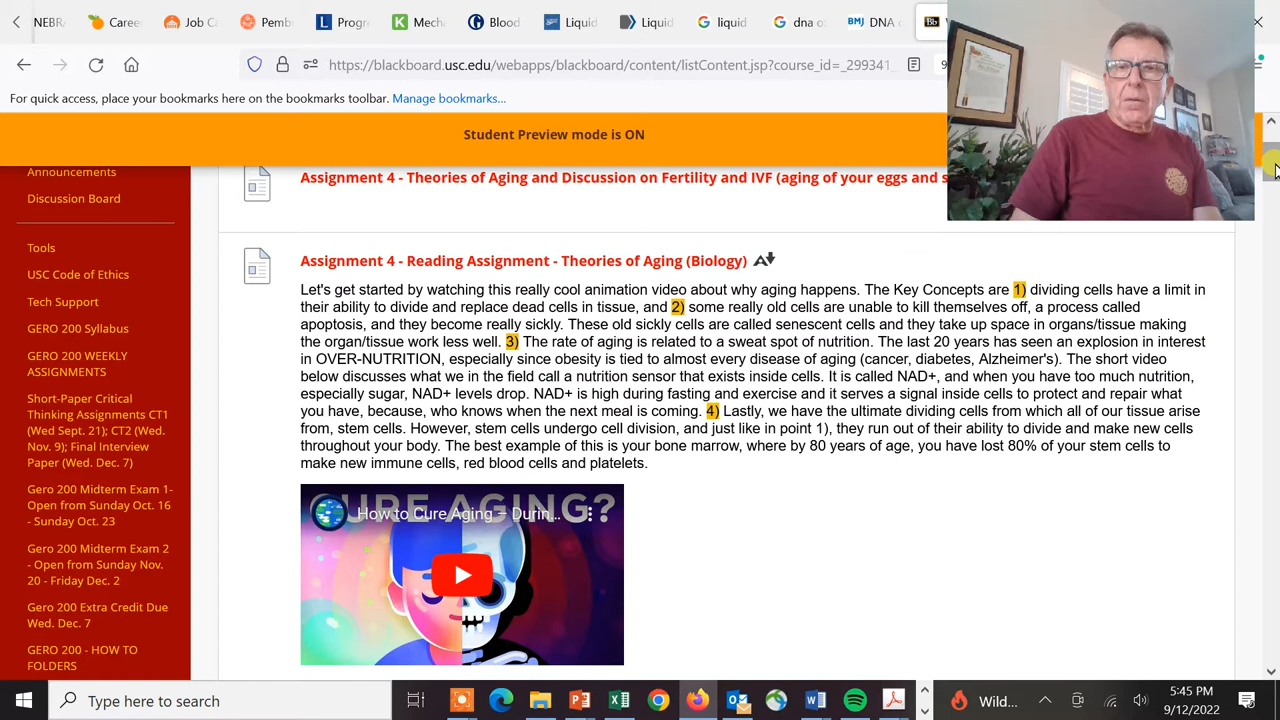 NEBRA
Career
Job C
Pemb
Progre
Mech
Blood
Liquid
Liquid
liquid
dna o
BMJ
DNA c
Bb
https://blackboard.usc.edu/webapps/blackboard/content/listContent.jsp?course_id=_299341_
For quick access, place your bookmarks here on the bookmarks toolbar. Manage bookmarks...
Student Preview mode is ON
Announcements
Discussion Board
Tools
USC Code of Ethics
Tech Support
GERO 200 Syllabus
GERO 200 WEEKLY
ASSIGNMENTS
Short-Paper Critical
Thinking Assignments CT1
(Wed Sept. 21); CT2 (Wed.
Nov. 9); Final Interview
Paper (Wed. Dec. 7)
Gero 200 Midterm Exam 1-
Open from Sunday Oct. 16
- Sunday Oct. 23
Gero 200 Midterm Exam 2
- Open from Sunday Nov.
20 - Friday Dec. 2
Gero 200 Extra Credit Due
Wed. Dec. 7
GERO 200 - HOW TO
FOLDERS
Assignment 4 - Theories of Aging and Discussion on Fertility and IVF (aging of your eggs and s
Assignment 4 - Reading Assignment - Theories of Aging (Biology)
Let's get started by watching this really cool animation video about why aging happens. The Key Concepts are 1) dividing cells have a limit in
their ability to divide and replace dead cells in tissue, and 2) some really old cells are unable to kill themselves off, a process called
apoptosis, and they become really sickly. These old sickly cells are called senescent cells and they take up space in organs/tissue making
the organ/tissue work less well. 3) The rate of aging is related to a sweat spot of nutrition. The last 20 years has seen an explosion in interest
in OVER-NUTRITION, especially since obesity is tied to almost every disease of aging (cancer, diabetes, Alzheimer's). The short video
below discusses what we in the field call a nutrition sensor that exists inside cells. It is called NAD+, and when you have too much nutrition,
especially sugar, NAD+ levels drop. NAD+ is high during fasting and exercise and it serves a signal inside cells to protect and repair what
you have, because, who knows when the next meal is coming. 4) Lastly, we have the ultimate dividing cells from which all of our tissue arise
from, stem cells. However, stem cells undergo cell division, and just like in point 1), they run out of their ability to divide and make new cells
throughout your body. The best example of this is your bone marrow, where by 80 years of age, you have lost 80% of your stem cells to
make new immune cells, red blood cells and platelets.
CURE AGING?
How to Cure Aging – Durin...
Type here to search
Wild...
5:45 PM
9/12/2022